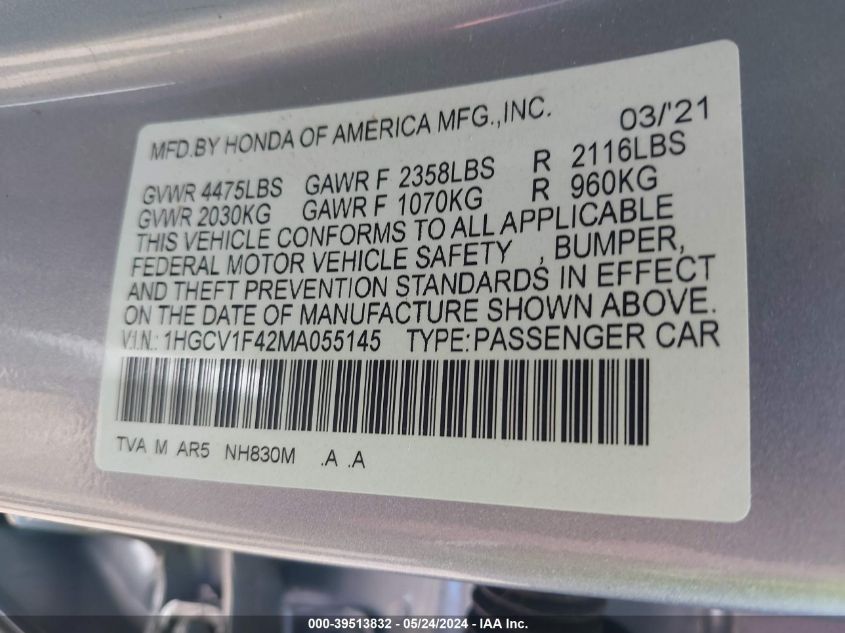 MFD.BY HONDA OF AMERICA MFG.,INC. 03/'21
GVWR 4475LBS GAWR F 2358LBS R 2116LBS
GVWR 2030KG GAWR F 1070KG R 960KG
THIS VEHICLE CONFORMS TO ALL APPLICABLE
FEDERAL MOTOR VEHICLE SAFETY , BUMPER,
AND THEFT PREVENTION STANDARDS IN EFFECT
ON THE DATE OF MANUFACTURE SHOWN ABOVE.
V.I.N.: 1HGCV1F42MA055145 TYPE:PASSENGER CAR
TVA M AR5 NH830M .A .A
000-39513832 / 05/24/2024 - IAA Inc.